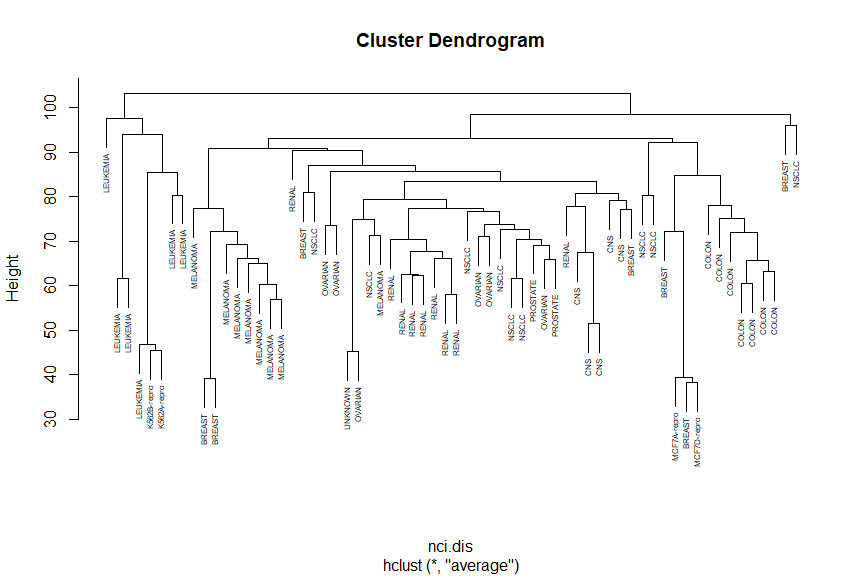 Cluster Dendrogram
Height
30
40
50
60
70
80
90
100
LEUKEMIA
LEUKEMIA
LEUKEMIA
LEUKEMIA
K562B-repro
K562A-repro
LEUKEMIA
LEUKEMIA
MELANOMA
BREAST
BREAST
MELANOMA
MELANOMA
MELANOMA
MELANOMA
MELANOMA
MELANOMA
RENAL
BREAST
NSCLC
OVARIAN
OVARIAN
UNKNOWN
OVARIAN
NSCLC
MELANOMA
RENAL
RENAL
RENAL
RENAL
RENAL
RENAL
RENAL
NSCLC
OVARIAN
OVARIAN
NSCLC
NSCLC
NSCLC
PROSTATE
OVARIAN
PROSTATE
RENAL
CNS
CNS
CNS
CNS
CNS
BREAST
NSCLC
NSCLC
BREAST
MCF7A-repro
BREAST
MCF7D-repro
COLON
COLON
COLON
COLON
COLON
COLON
COLON
BREAST
NSCLC
nci.dis
hclust (*, "average")